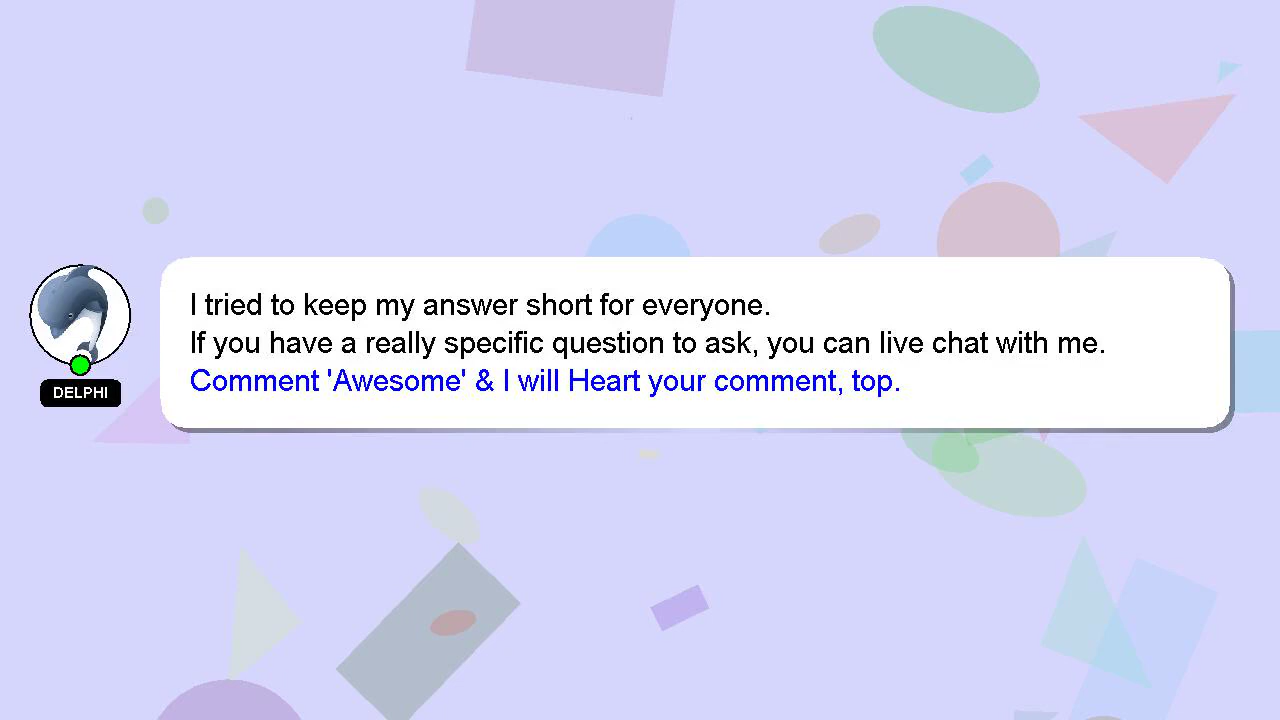 I tried to keep my answer short for everyone.
If you have a really specific question to ask, you can live chat with me.
Comment 'Awesome' & I will Heart your comment, top.
DELPHI